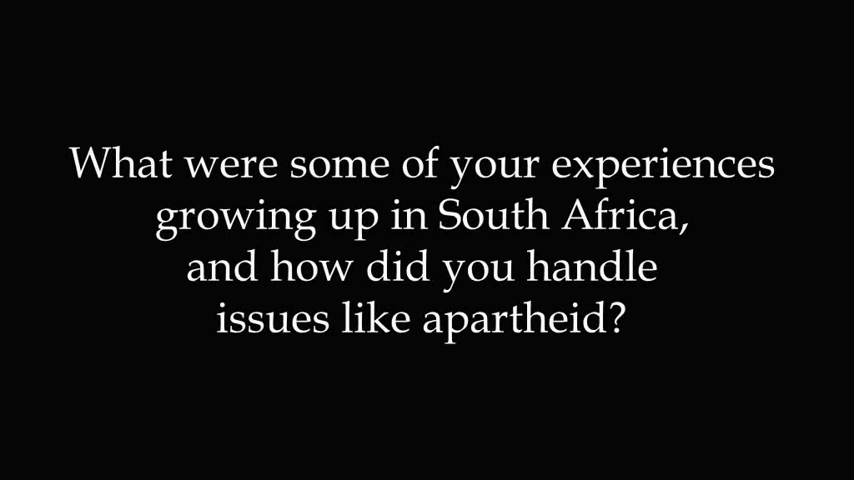 What were some of your experiences
growing up in South Africa,
and how did you handle
issues like apartheid?